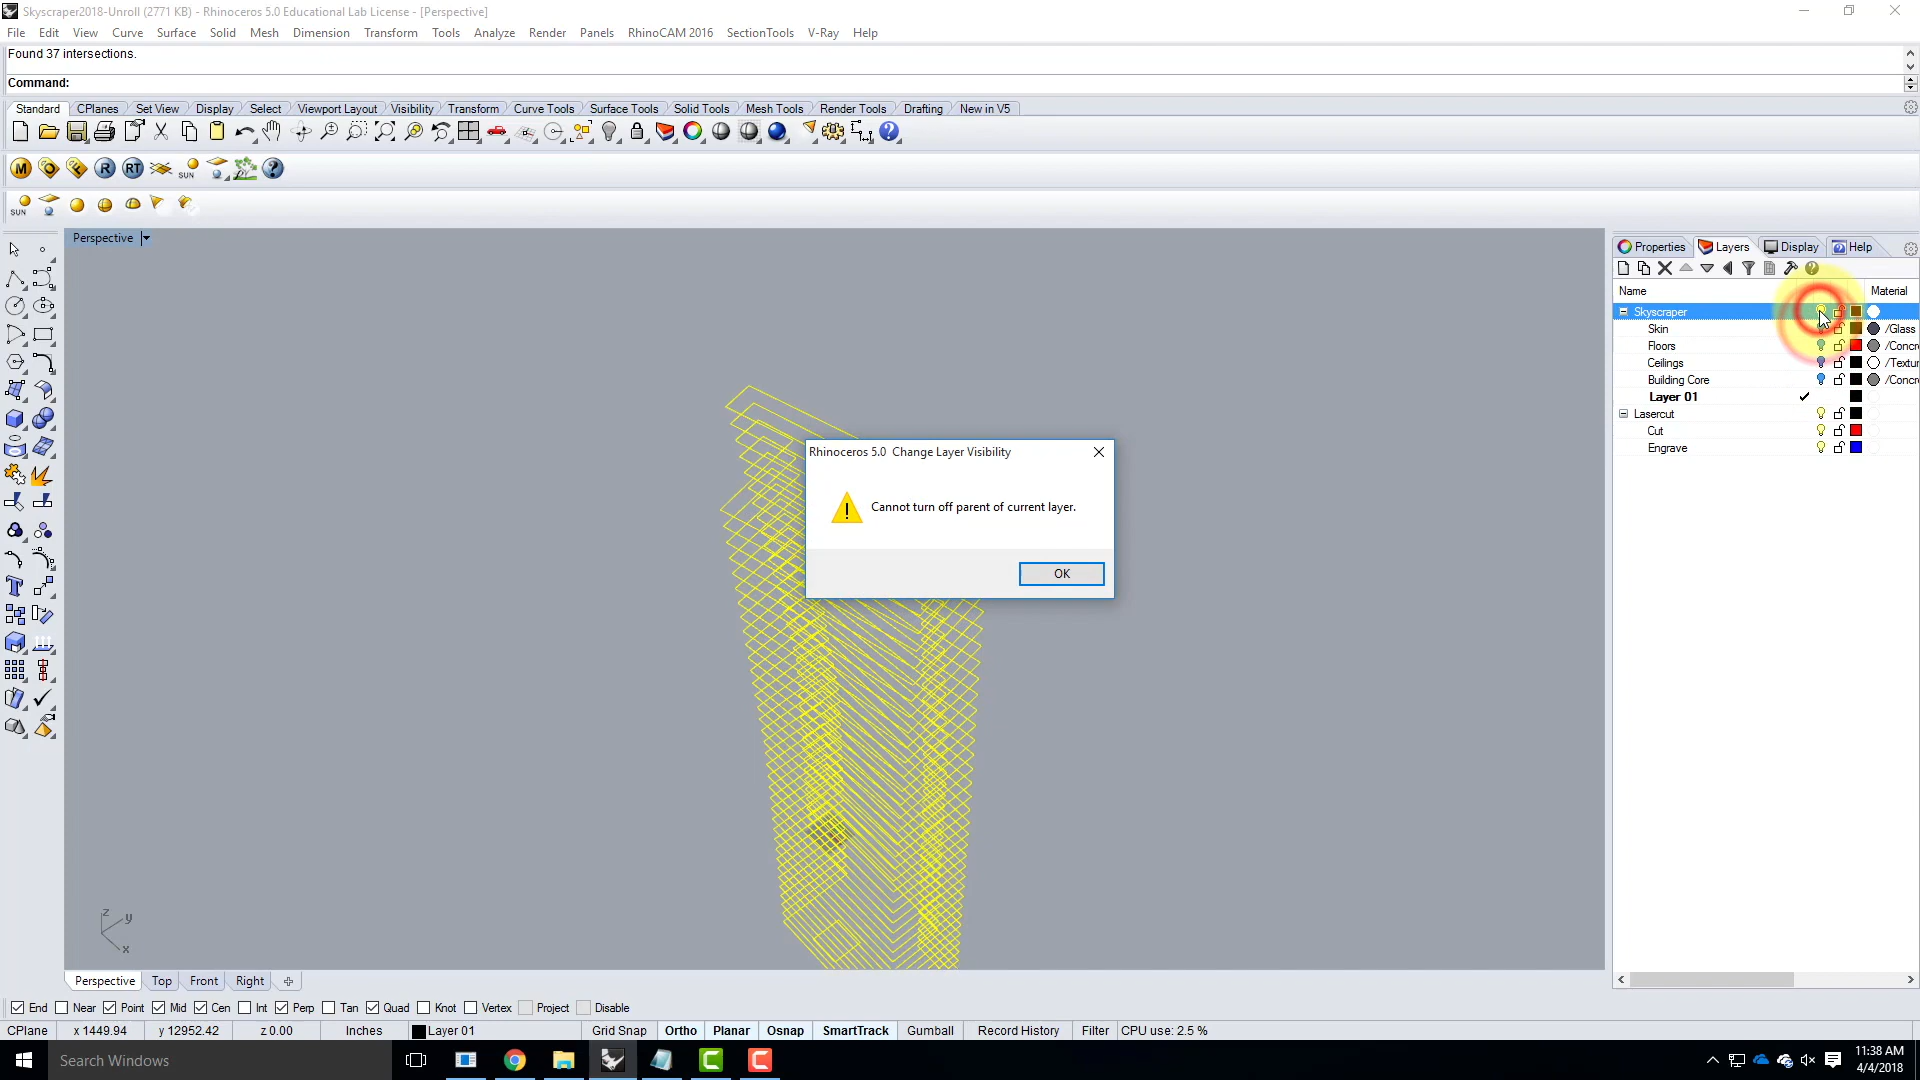 Skyscraper2018-Unroll (2771 KB) - Rhinoceros 5.0 Educational Lab License - [Perspective]
File Edit View Curve Surface Solid Mesh Dimension Transform Tools Analyze Render Panels RhinoCAM 2016 SectionTools V-Ray Help
Found 37 intersections.
Command:
Standard CPlanes Set View Display Select Viewport Layout Visibility Transform Curve Tools Surface Tools Solid Tools Mesh Tools Render Tools Drafting New in V5
M O F R RT SUN
SUN
Perspective
Properties Layers Display Help
Name Material
Skyscraper
Skin /Glass
Floors /Concre
Ceilings /Textur
Building Core /Concre
Layer 01
Lasercut
Cut
Engrave
Rhinoceros 5.0 Change Layer Visibility
Cannot turn off parent of current layer.
OK
z y x
Perspective Top Front Right
End Near Point Mid Cen Int Perp Tan Quad Knot Vertex Project Disable
CPlane x 1449.94 y 12952.42 z 0.00 Inches Layer 01 Grid Snap Ortho Planar Osnap SmartTrack Gumball Record History Filter CPU use: 2.5 %
Search Windows
11:38 AM
4/4/2018